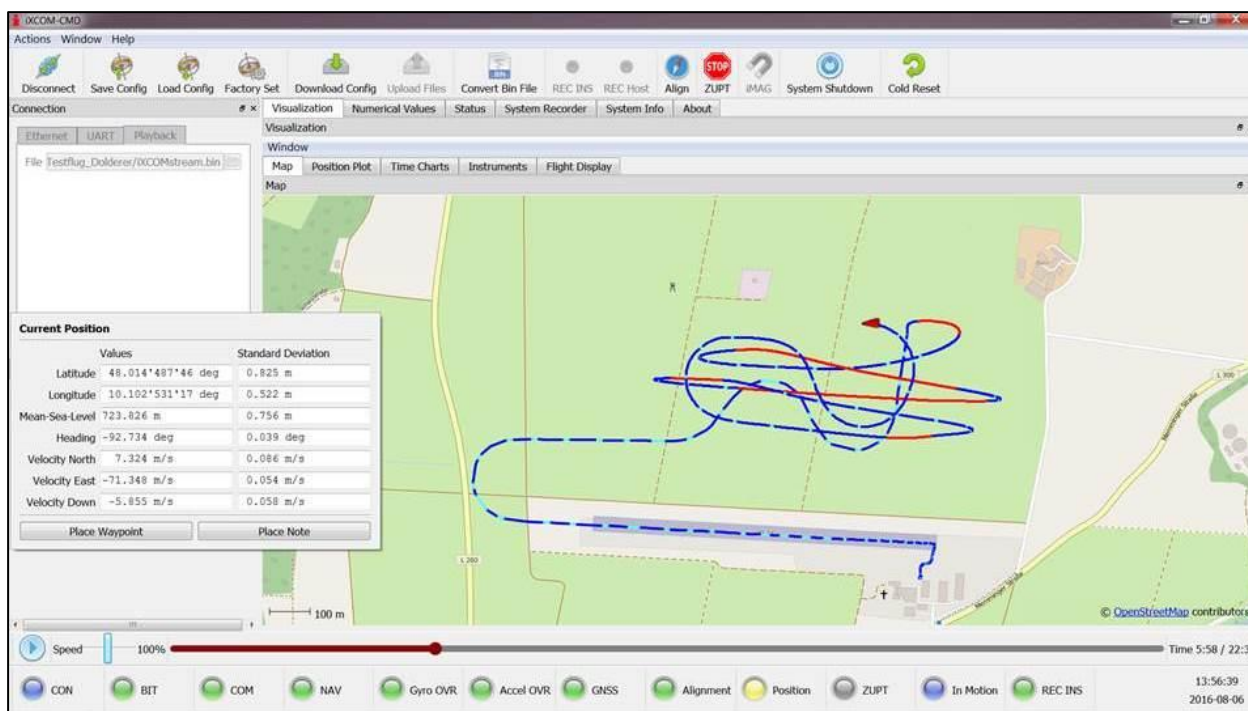 iXCOM-CMD
Actions Window Help
Disconnect Save Config Load Config Factory Set Download Config Upload Files Convert Bin File REC INS REC Host Align ZUPT iMAG System Shutdown Cold Reset
STOP
Connection
Visualization Numerical Values Status System Recorder System Info About
Visualization
Ethernet UART Playback
Window
File Testflug_Dolderer/iXCOMstream.bin
Map Position Plot Time Charts Instruments Flight Display
Map
Current Position
Values Standard Deviation
Latitude 48.014'487'46 deg 0.825 m
Longitude 10.102'531'17 deg 0.522 m
Mean-Sea-Level 723.826 m 0.756 m
Heading -92.734 deg 0.039 deg
Velocity North 7.324 m/s 0.086 m/s
Velocity East -71.348 m/s 0.054 m/s
Velocity Down -5.855 m/s 0.058 m/s
Place Waypoint Place Note
L 300
Memminger Straße
L 260
Memminger Straße
100 m
© OpenStreetMap contributors
Speed 100% Time 5:58 / 22:3
CON BIT COM NAV Gyro OVR Accel OVR GNSS Alignment Position ZUPT In Motion REC INS
13:56:39
2016-08-06